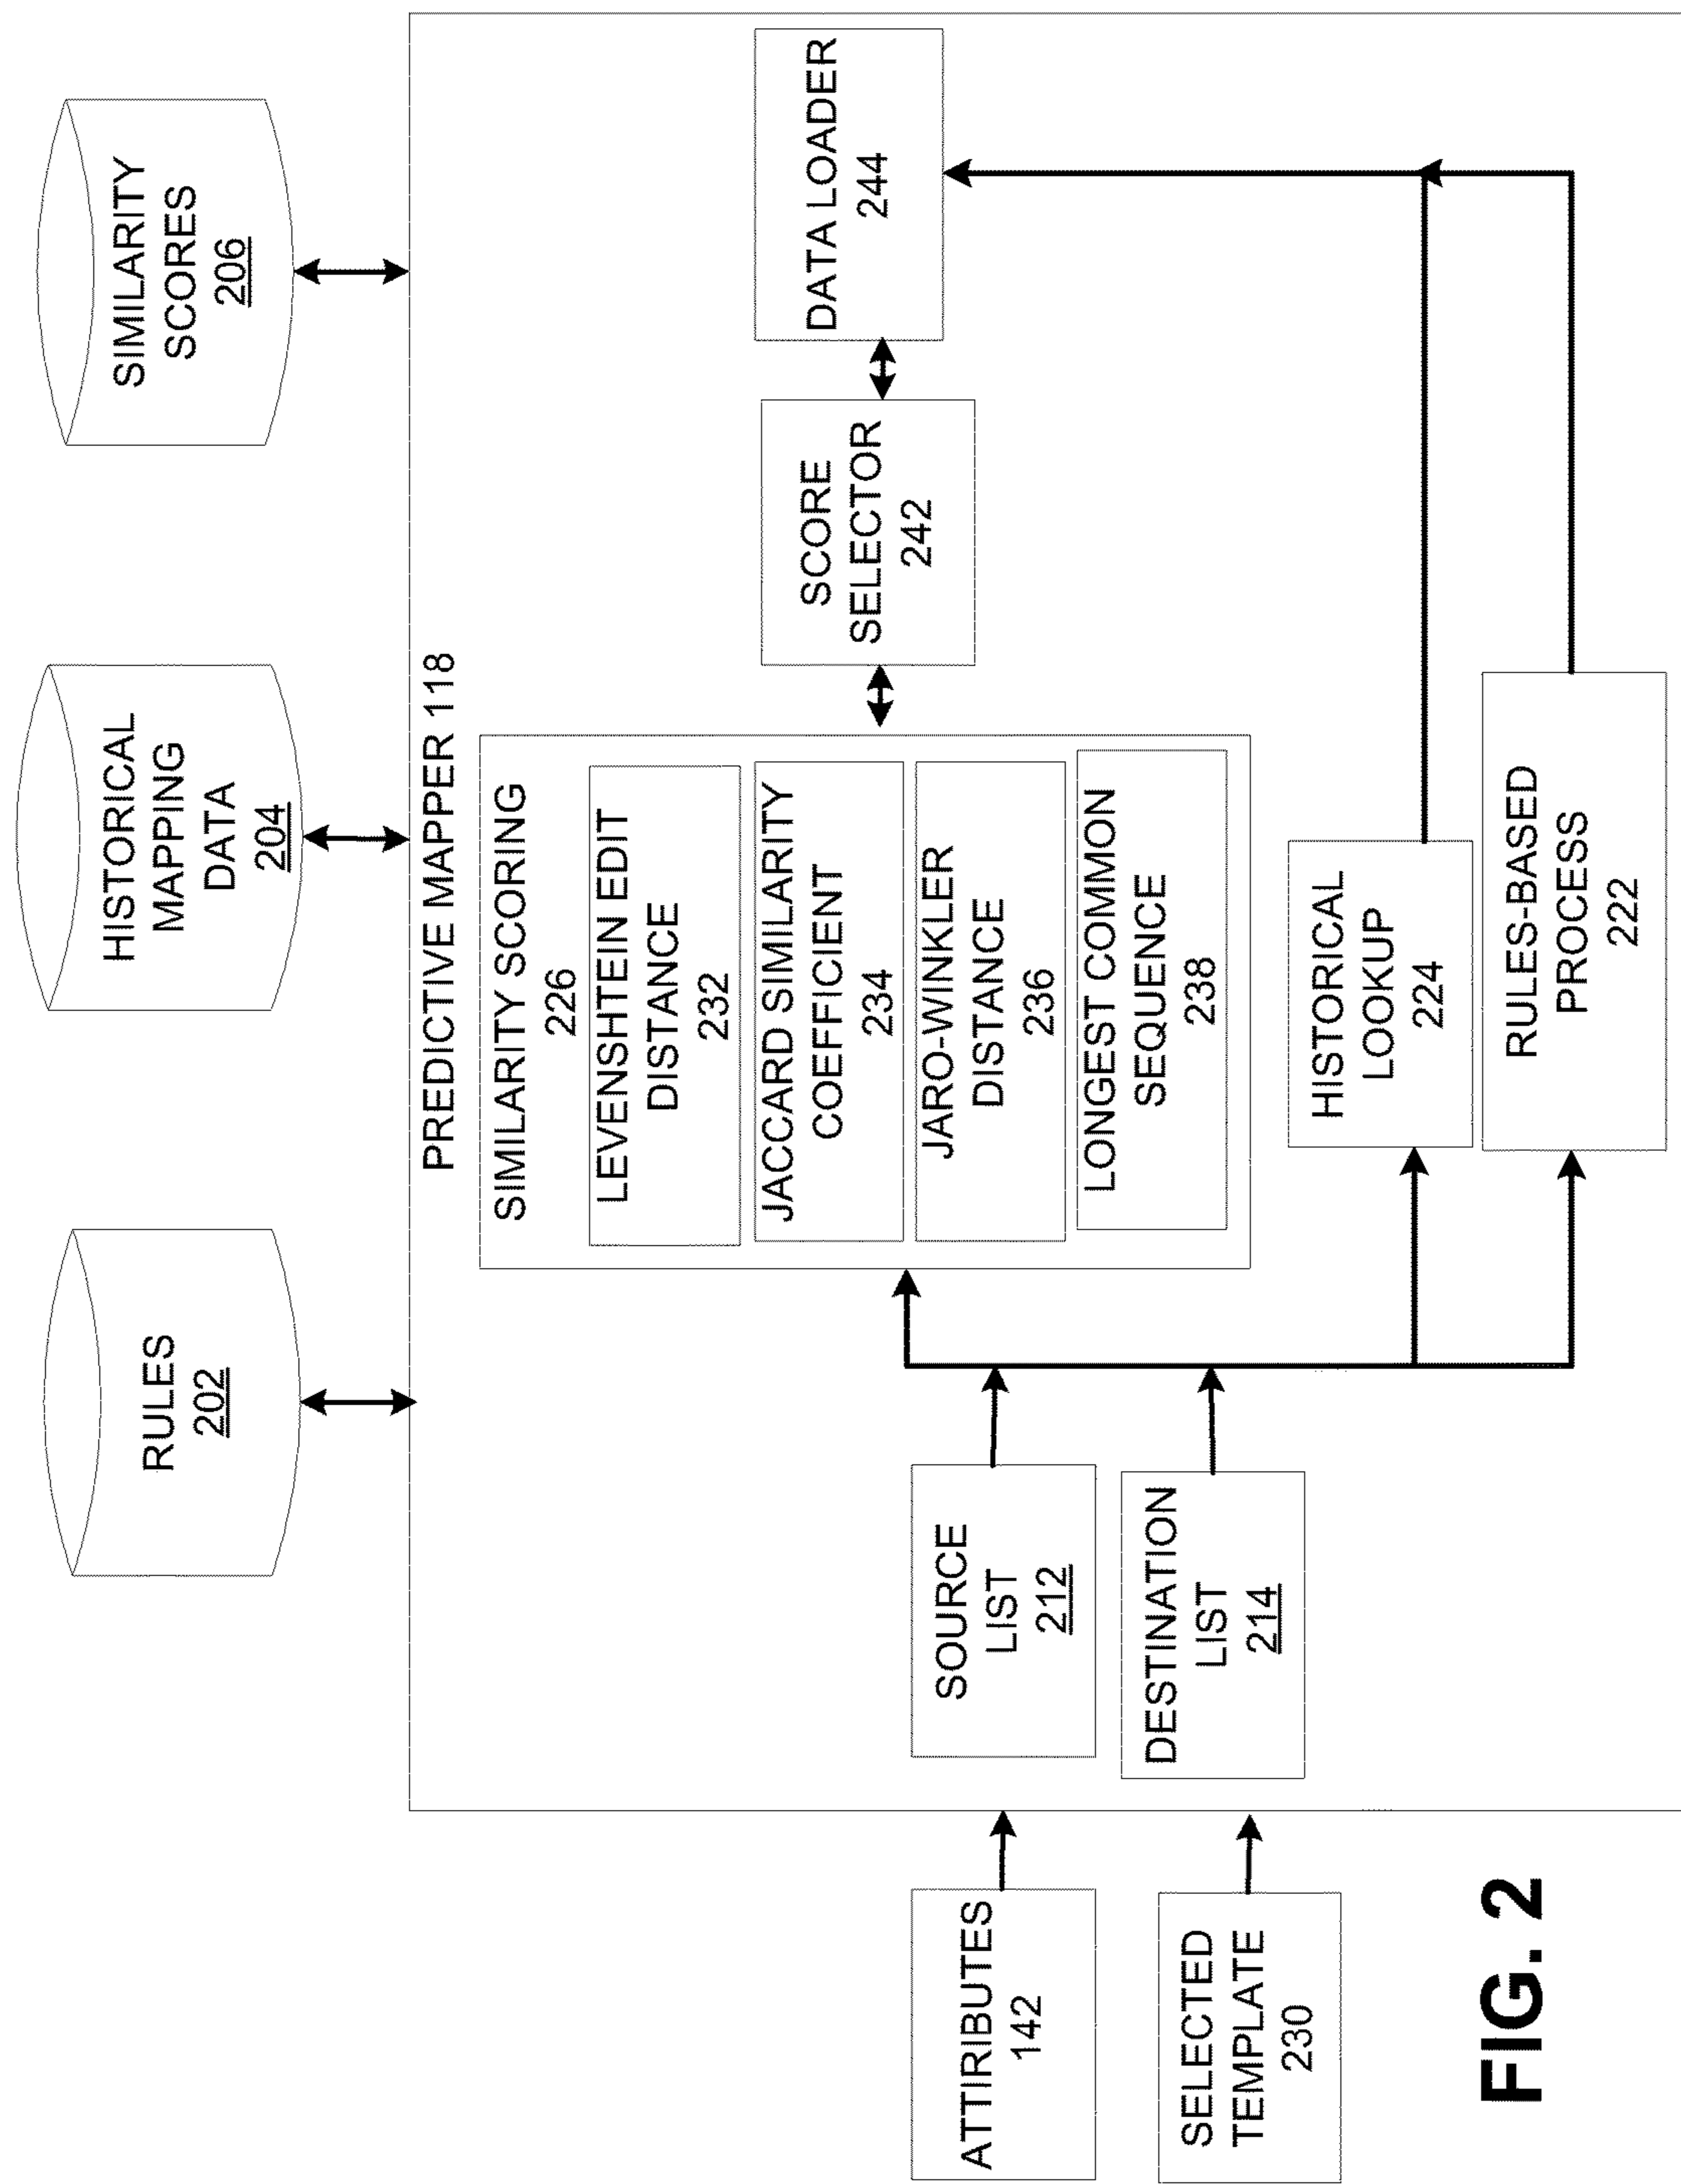 RULES
202
HISTORICAL
MAPPING
DATA
204
SIMILARITY
SCORES
206
PREDICTIVE MAPPER 118
SIMILARITY SCORING
226
LEVENSHTEIN EDIT
DISTANCE
232
JACCARD SIMILARITY
COEFFICIENT
234
JARO-WINKLER
DISTANCE
236
LONGEST COMMON
SEQUENCE
238
SCORE
SELECTOR
242
DATA LOADER
244
ATTIRIBUTES
142
SELECTED
TEMPLATE
230
SOURCE
LIST
212
DESTINATION
LIST
214
HISTORICAL
LOOKUP
224
RULES-BASED
PROCESS
222
FIG. 2